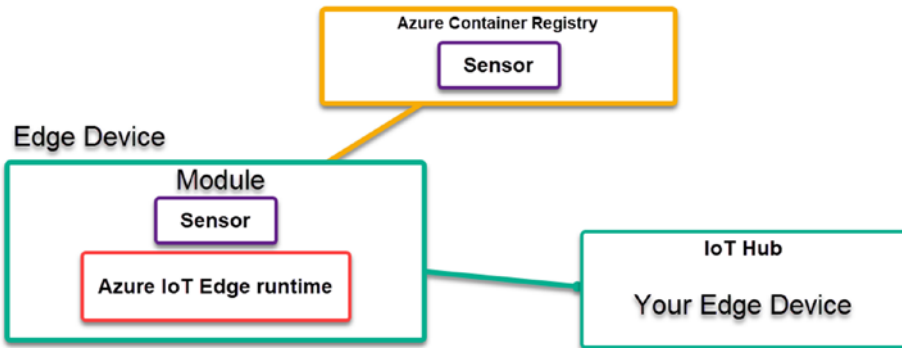 Azure Container Registry
Sensor
Edge Device
Module
Sensor
Azure IoT Edge runtime
IoT Hub
Your Edge Device